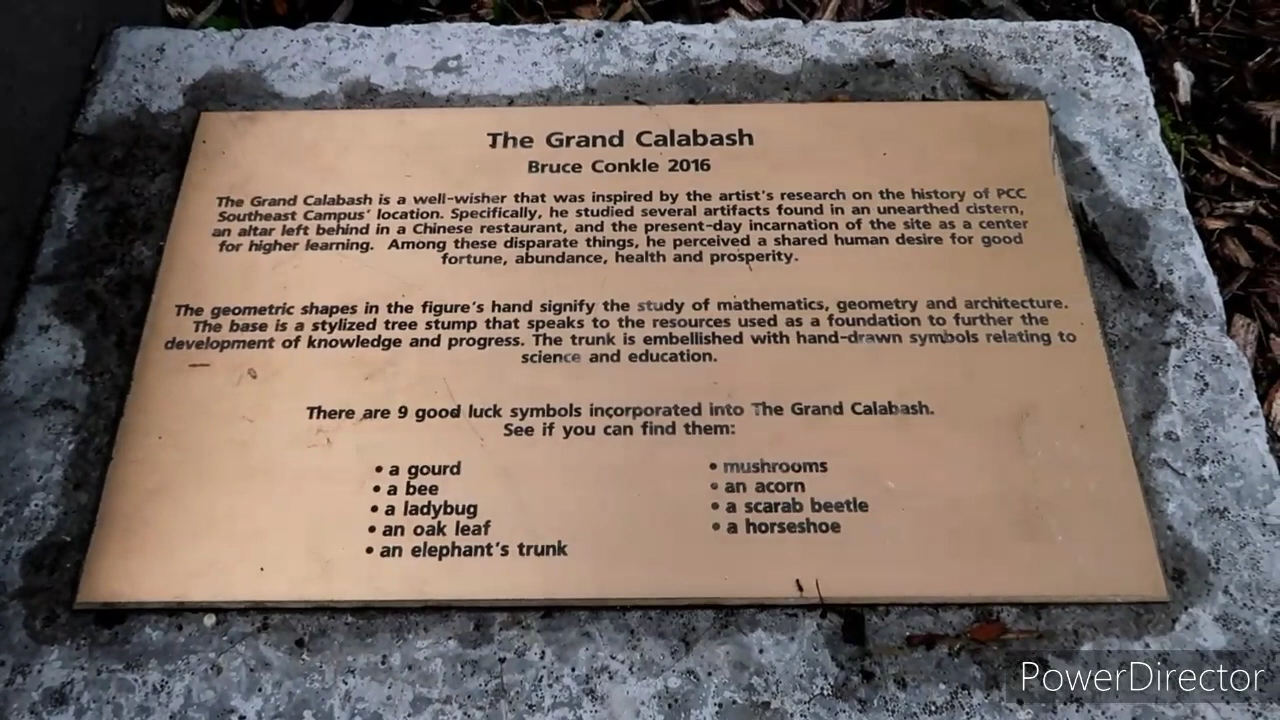 The Grand Calabash
Bruce Conkle 2016
The Grand Calabash is a well-wisher that was inspired by the artist's research on the history of PCC
Southeast Campus' location. Specifically, he studied several artifacts found in an unearthed cistern,
an altar left behind in a Chinese restaurant, and the present-day incarnation of the site as a center
for higher learning. Among these disparate things, he perceived a shared human desire for good
fortune, abundance, health and prosperity.
The geometric shapes in the figure's hand signify the study of mathematics, geometry and architecture.
The base is a stylized tree stump that speaks to the resources used as a foundation to further the
development of knowledge and progress. The trunk is embellished with hand-drawn symbols relating to
science and education.
There are 9 good luck symbols incorporated into The Grand Calabash.
See if you can find them:
• a gourd
• a bee
• a ladybug
• an oak leaf
• an elephant's trunk
• mushrooms
• an acorn
• a scarab beetle
• a horseshoe
PowerDirector